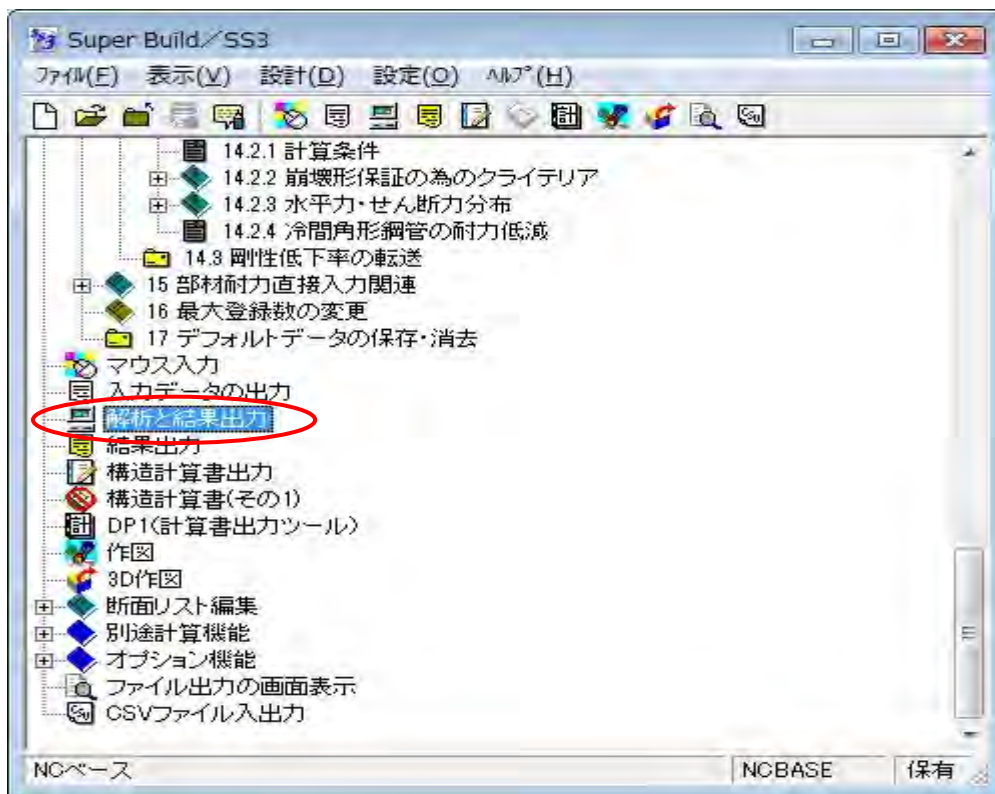 Super Build/SS3
ファイル(F) 表示(V) 設計(D) 設定(O) ヘルプ(H)
14.2.1 計算条件
14.2.2 崩壊形保証の為のクライテリア
14.2.3 水平力・せん断力分布
14.2.4 冷間角形鋼管の耐力低減
14.3 剛性低下率の転送
15 部材耐力直接入力関連
16 最大登録数の変更
17 デフォルトデータの保存・消去
マウス入力
入力データの出力
解析と結果出力
結果出力
構造計算書出力
構造計算書(その1)
DP1(計算書出力ツール)
作図
3D作図
断面リスト編集
別途計算機能
オプション機能
ファイル出力の画面表示
CSVファイル入出力
NCベース NCBASE 保有